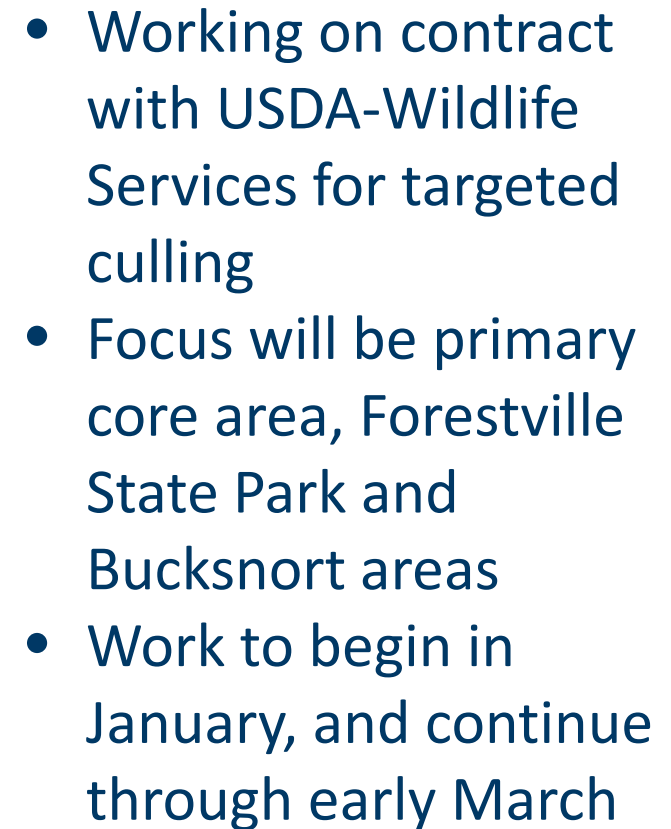 • Working on contract
with USDA-Wildlife
Services for targeted
culling
• Focus will be primary
core area, Forestville
State Park and
Bucksnort areas
• Work to begin in
January, and continue
through early March